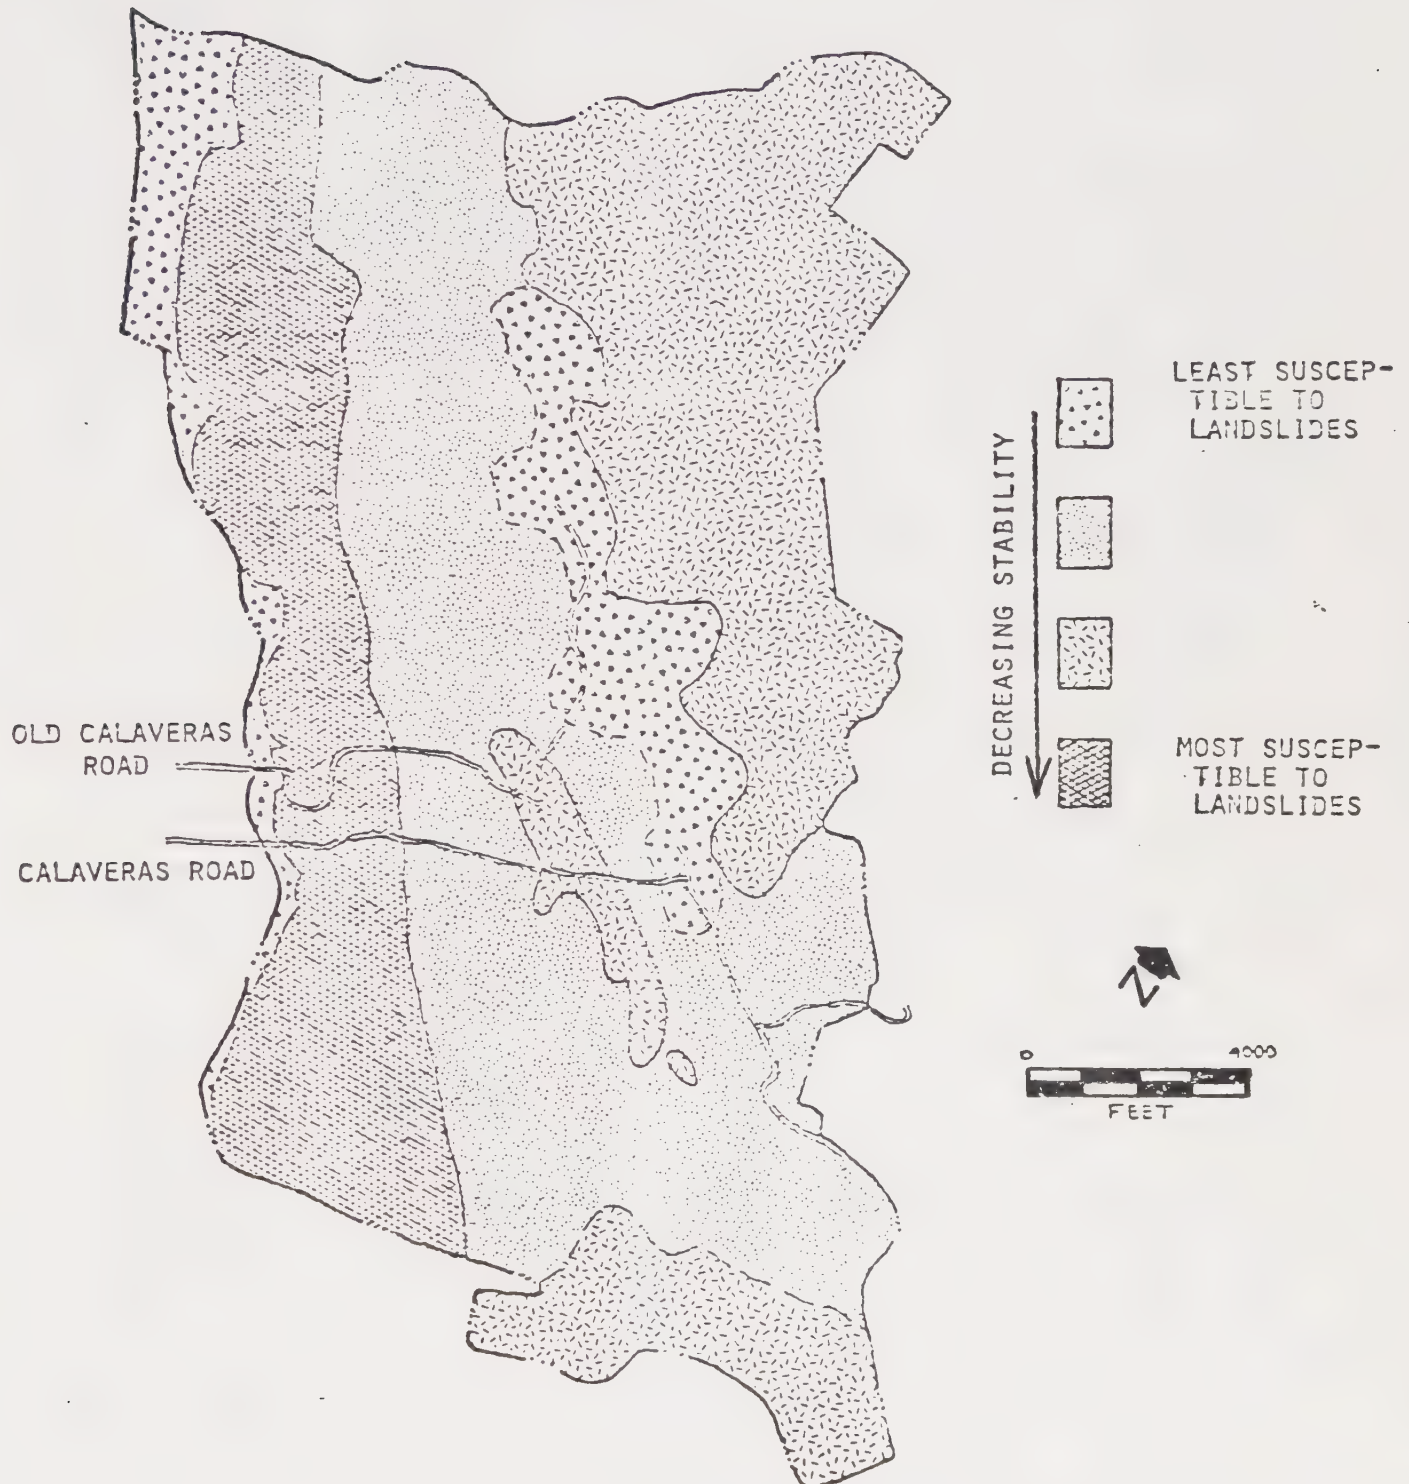 LEAST SUSCEP-
TIBLE TO
LANDSLIDES
DECREASING STABILITY
OLD CALAVERAS
ROAD
MOST SUSCEP-
TIBLE TO
LANDSLIDES
CALAVERAS ROAD
N
0 4000
FEET